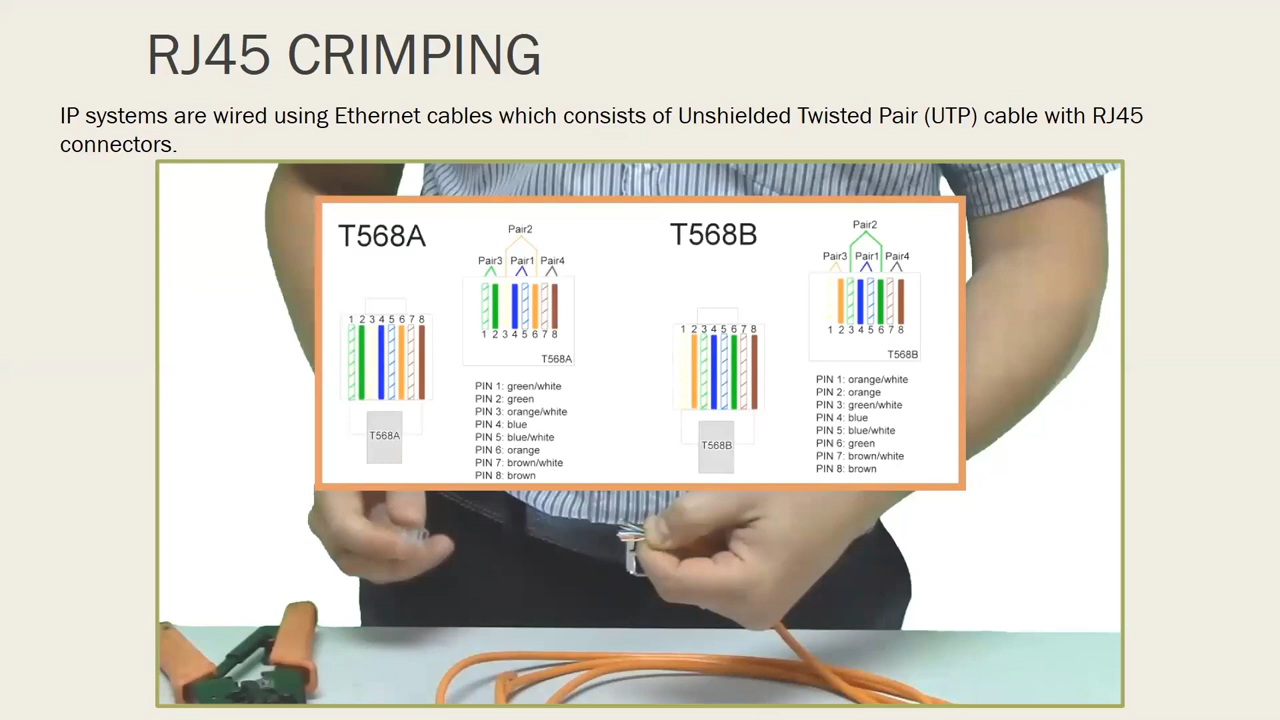 RJ45 CRIMPING
IP systems are wired using Ethernet cables which consists of Unshielded Twisted Pair (UTP) cable with RJ45
connectors.
T568A
Pair2
Pair3 Pair1 Pair4
1 2 3 4 5 6 7 8
1 2 3 4 5 6 7 8
T568A
T568A
PIN 1: green/white
PIN 2: green
PIN 3: orange/white
PIN 4: blue
PIN 5: blue/white
PIN 6: orange
PIN 7: brown/white
PIN 8: brown
T568B
Pair2
Pair3 Pair1 Pair4
1 2 3 4 5 6 7 8
1 2 3 4 5 6 7 8
T568B
T568B
PIN 1: orange/white
PIN 2: orange
PIN 3: green/white
PIN 4: blue
PIN 5: blue/white
PIN 6: green
PIN 7: brown/white
PIN 8: brown